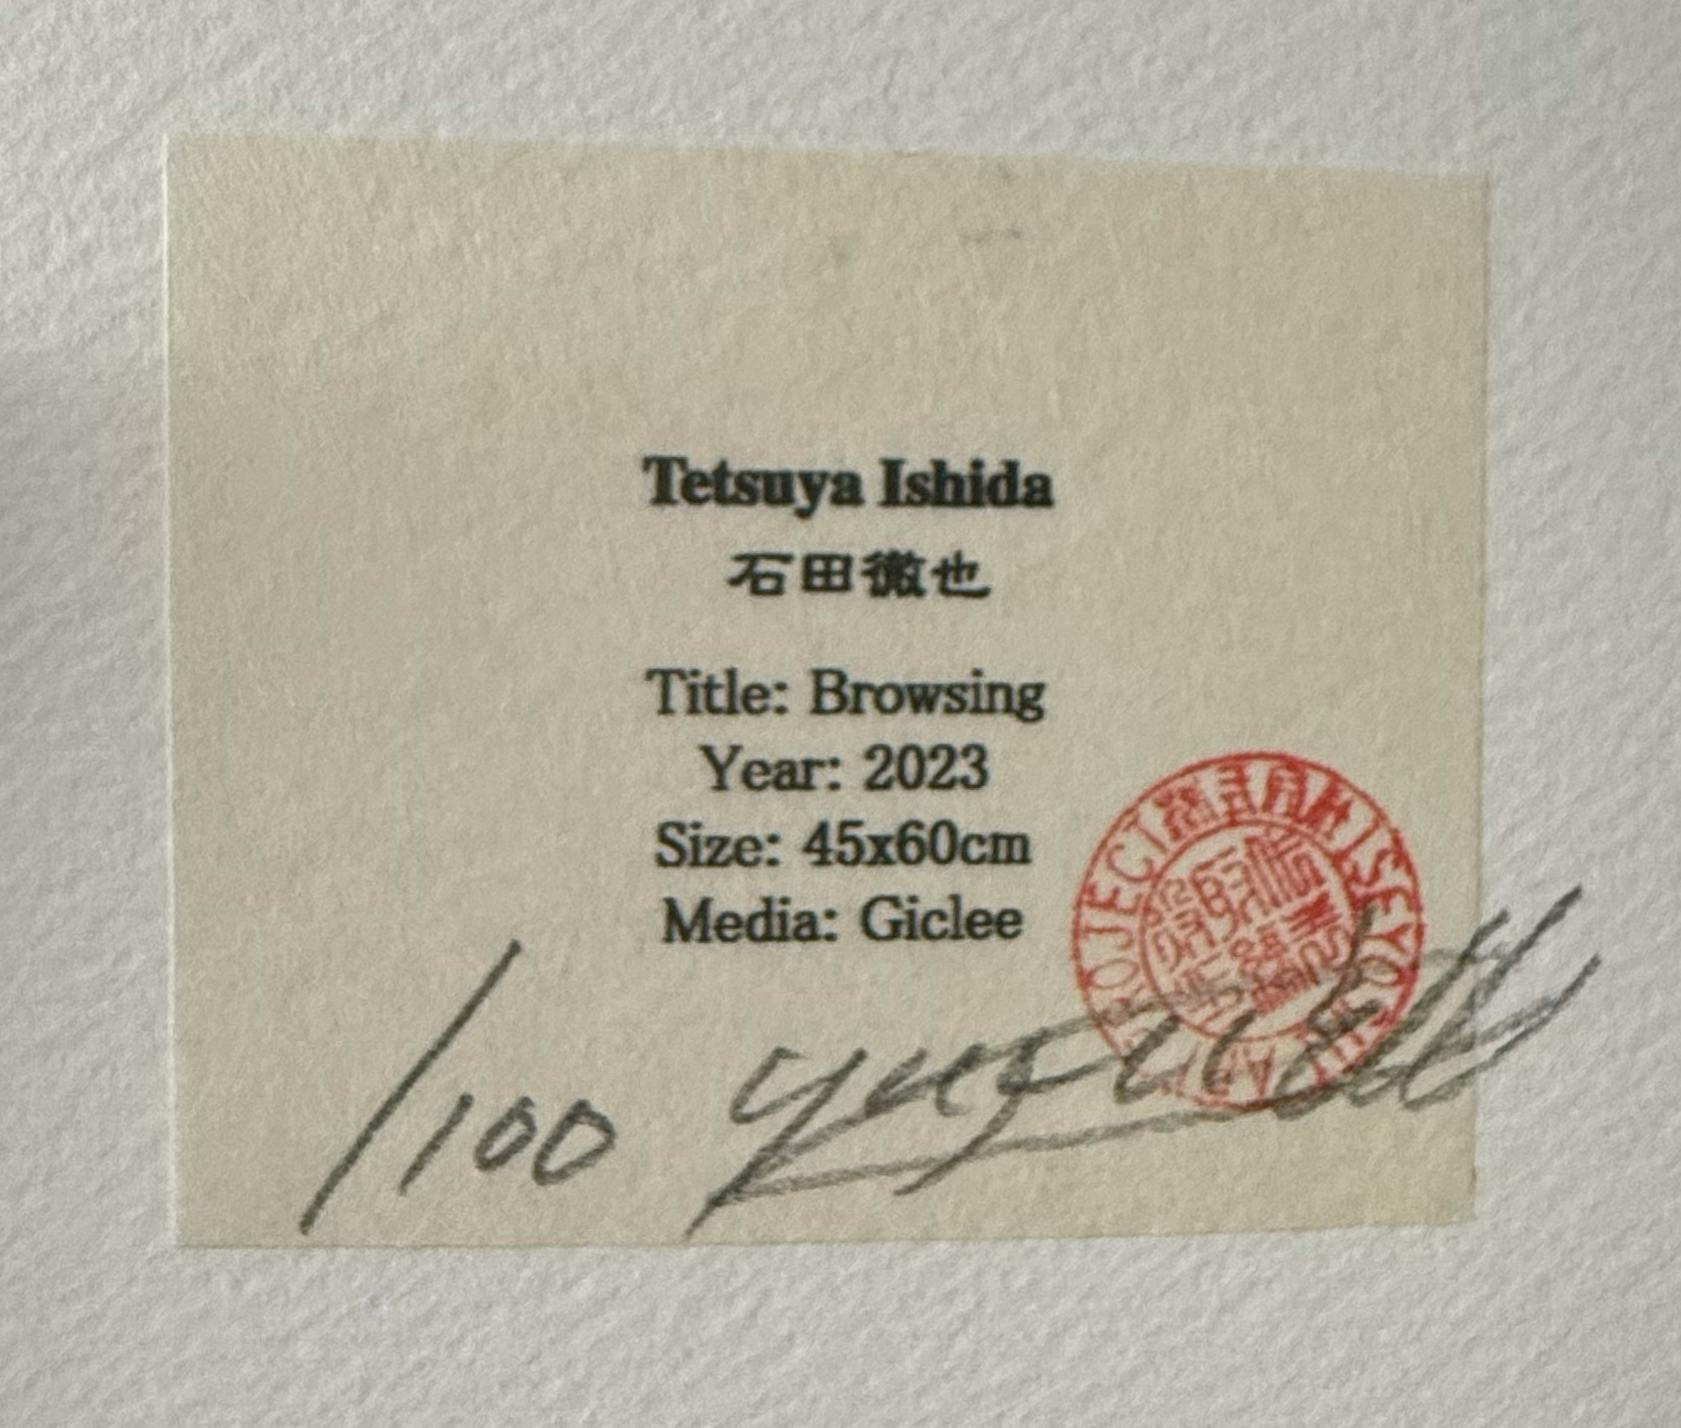 Tetsuya Ishida
石田徹也
Title: Browsing
Year: 2023
Size: 45x60cm
Media: Giclee
/100